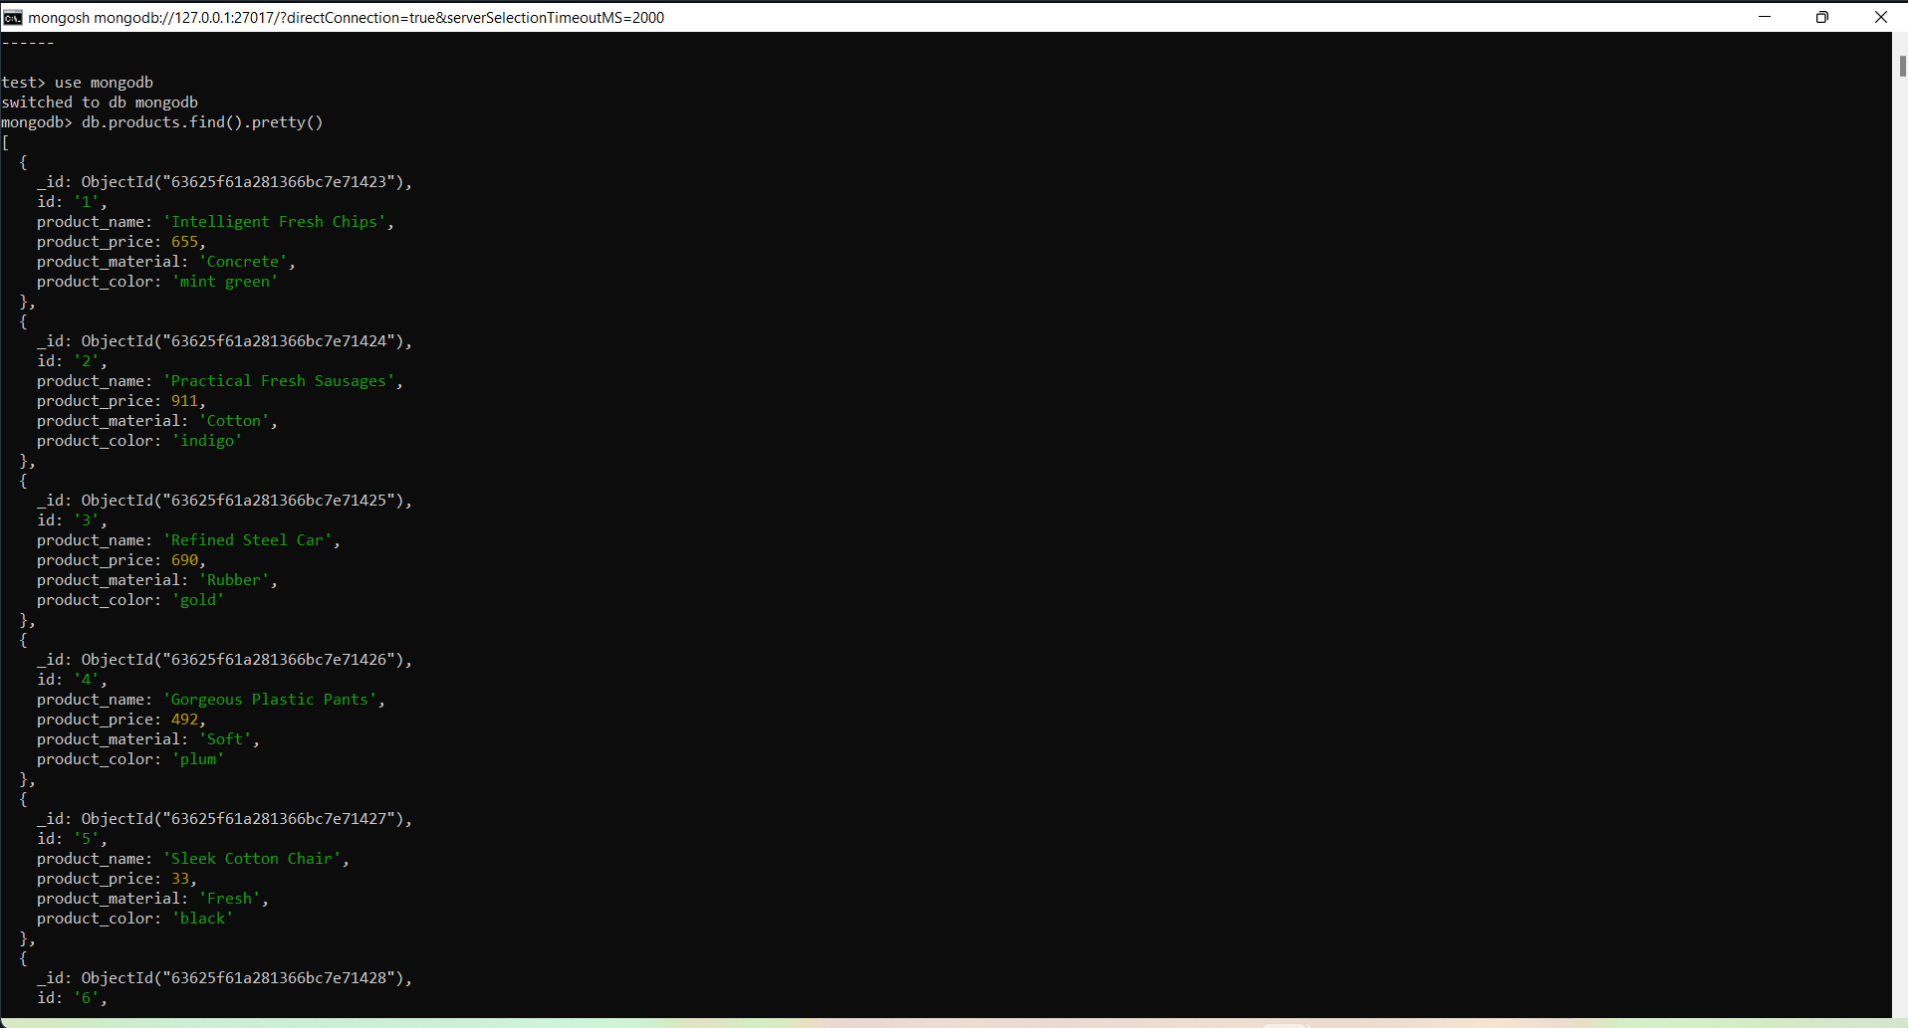 mongosh mongodb://127.0.0.1:27017/?directConnection=true&serverSelectionTimeoutMS=2000
------
test> use mongodb
switched to db mongodb
mongodb> db.products.find().pretty()
[
  {
    _id: ObjectId("63625f61a281366bc7e71423"),
    id: '1',
    product_name: 'Intelligent Fresh Chips',
    product_price: 655,
    product_material: 'Concrete',
    product_color: 'mint green'
  },
  {
    _id: ObjectId("63625f61a281366bc7e71424"),
    id: '2',
    product_name: 'Practical Fresh Sausages',
    product_price: 911,
    product_material: 'Cotton',
    product_color: 'indigo'
  },
  {
    _id: ObjectId("63625f61a281366bc7e71425"),
    id: '3',
    product_name: 'Refined Steel Car',
    product_price: 690,
    product_material: 'Rubber',
    product_color: 'gold'
  },
  {
    _id: ObjectId("63625f61a281366bc7e71426"),
    id: '4',
    product_name: 'Gorgeous Plastic Pants',
    product_price: 492,
    product_material: 'Soft',
    product_color: 'plum'
  },
  {
    _id: ObjectId("63625f61a281366bc7e71427"),
    id: '5',
    product_name: 'Sleek Cotton Chair',
    product_price: 33,
    product_material: 'Fresh',
    product_color: 'black'
  },
  {
    _id: ObjectId("63625f61a281366bc7e71428"),
    id: '6',